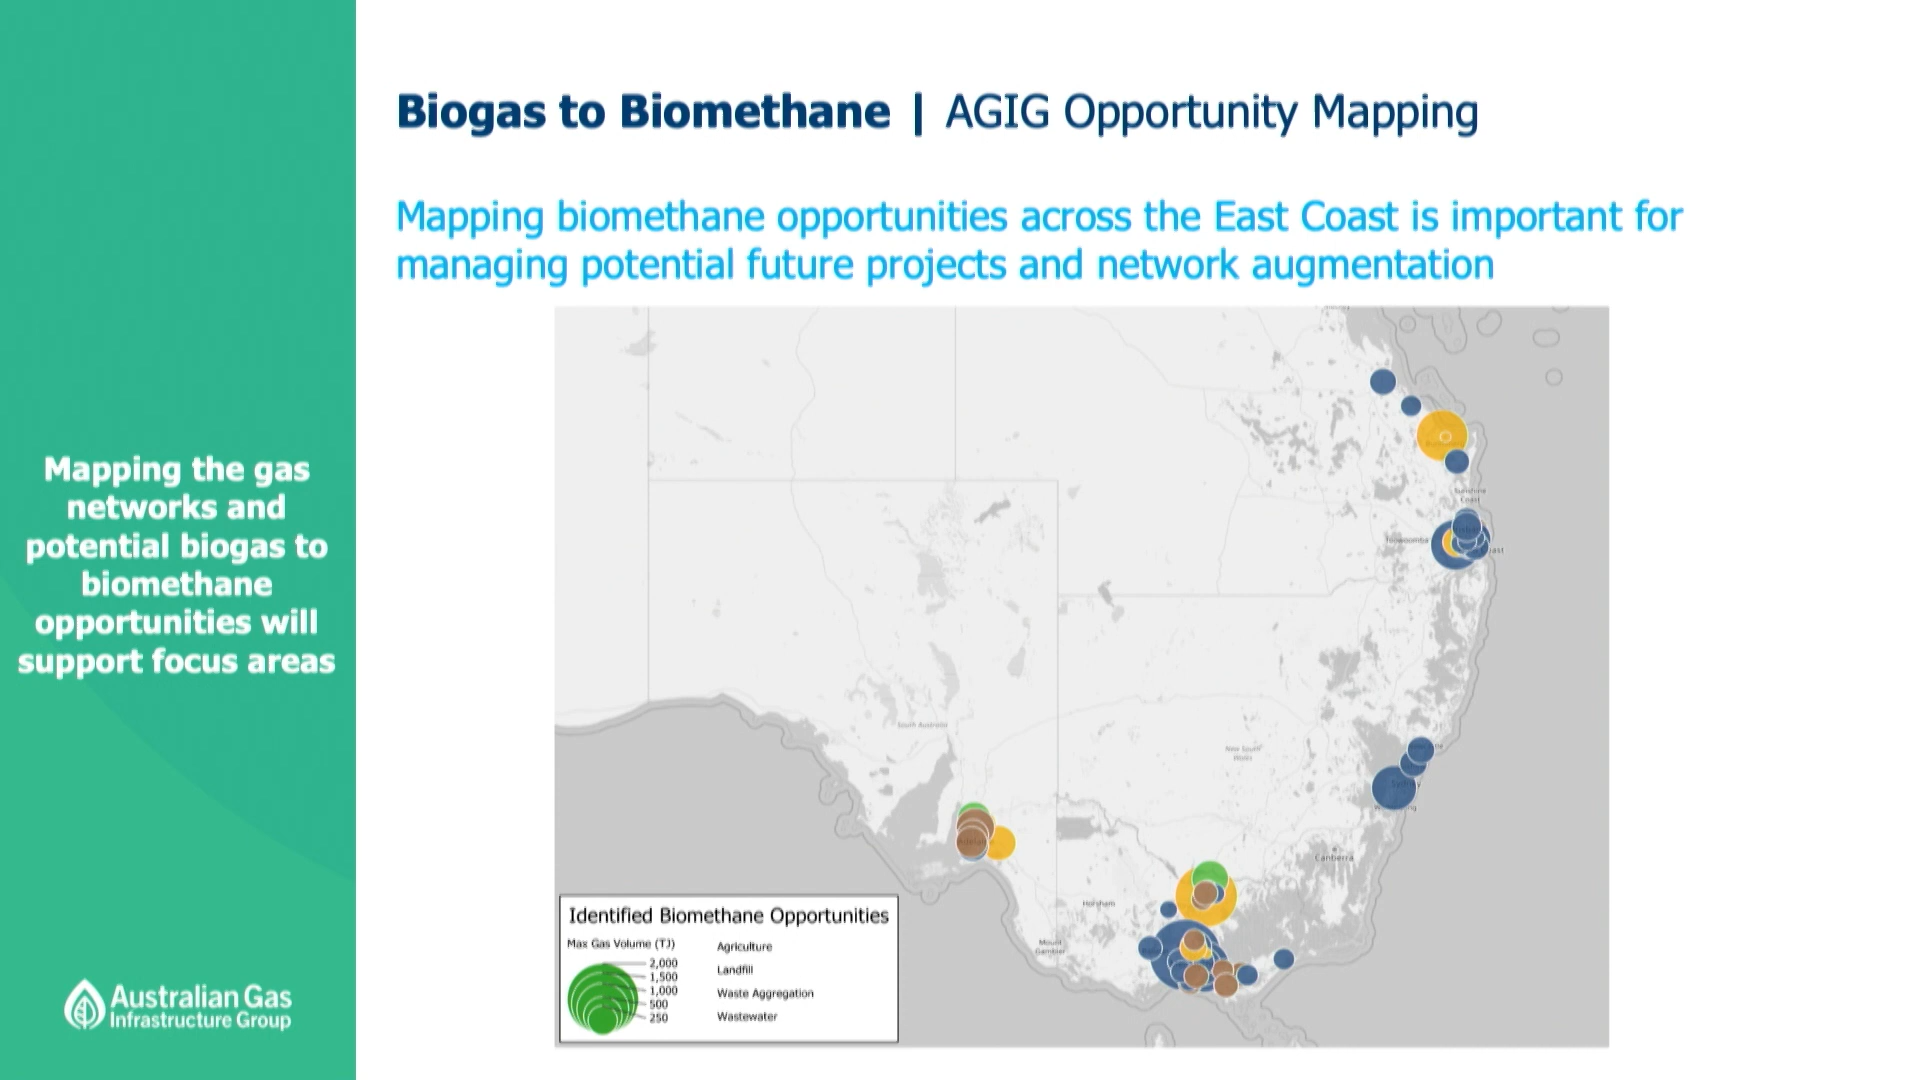 Biogas to Biomethane | AGIG Opportunity Mapping
Mapping biomethane opportunities across the East Coast is important for
managing potential future projects and network augmentation
Mapping the gas
networks and
potential biogas to
biomethane
opportunities will
support focus areas
Australian Gas
Infrastructure Group
Sunshine
Coast
Toowoomba
South Australia
New South
Wales
Sydney
Canberra
Horsham
Mount
Gambier
Identified Biomethane Opportunities
Max Gas Volume (TJ)
2,000
1,500
1,000
500
250
Agriculture
Landfill
Waste Aggregation
Wastewater